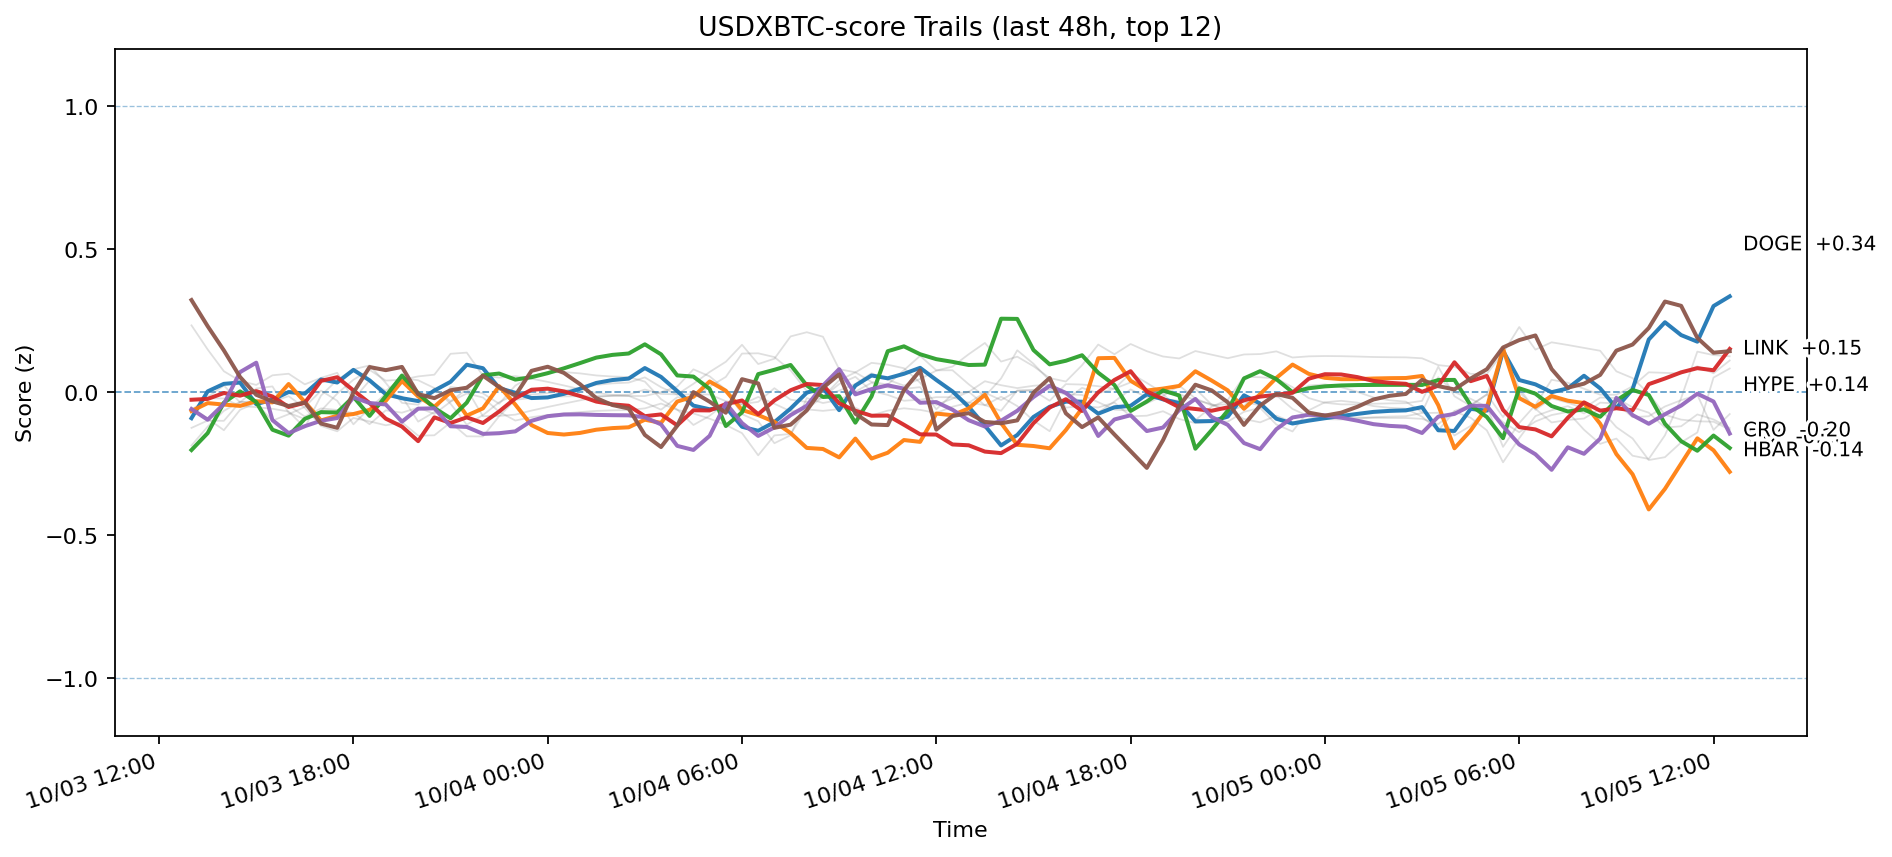 USDXBTC-score Trails (last 48h, top 12)
Score (z)
1.0
0.5
0.0
−0.5
−1.0
DOGE +0.34
LINK +0.15
HYPE +0.14
CRO -0.20
HBAR -0.14
10/03 12:00
10/03 18:00
10/04 00:00
10/04 06:00
10/04 12:00
10/04 18:00
10/05 00:00
10/05 06:00
10/05 12:00
Time